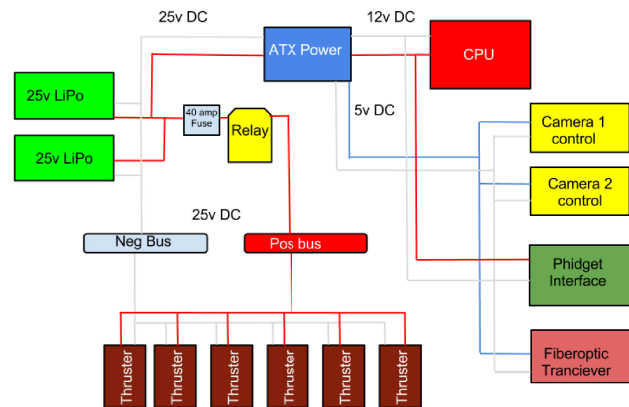 25v DC
12v DC
ATX Power
CPU
25v LiPo
40 amp
Fuse
Relay
5v DC
Camera 1
control
25v LiPo
Camera 2
control
25v DC
Neg Bus
Pos bus
Phidget
Interface
Fiberoptic
Tranciever
Thruster
Thruster
Thruster
Thruster
Thruster
Thruster